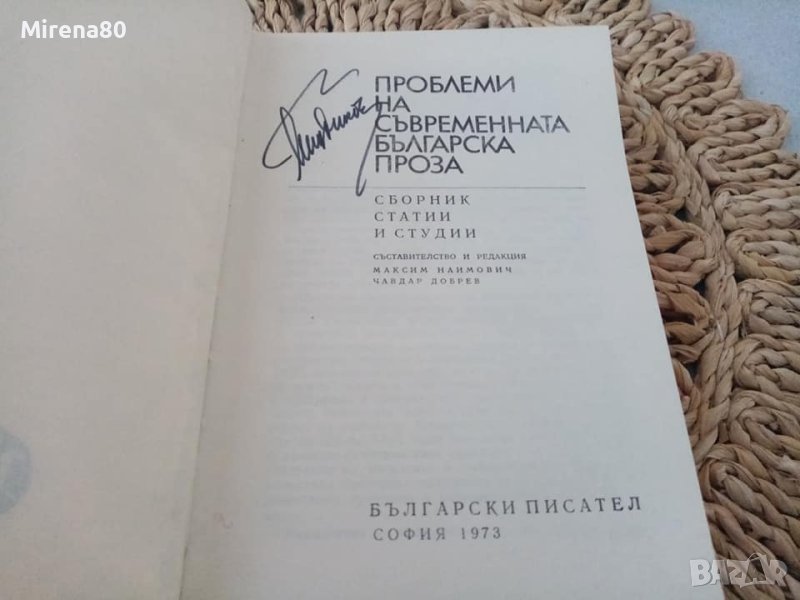 Mirena80
ПРОБЛЕМИ
НА
СЪВРЕМЕННАТА
БЪЛГАРСКА
ПРОЗА
СБОРНИК
СТАТИИ
И СТУДИИ
СЪСТАВИТЕЛСТВО И РЕДАКЦИЯ
МАКСИМ НАИМОВИЧ
ЧАВДАР ДОБРЕВ
БЪЛГАРСКИ ПИСАТЕЛ
СОФИЯ 1973
BAZAR